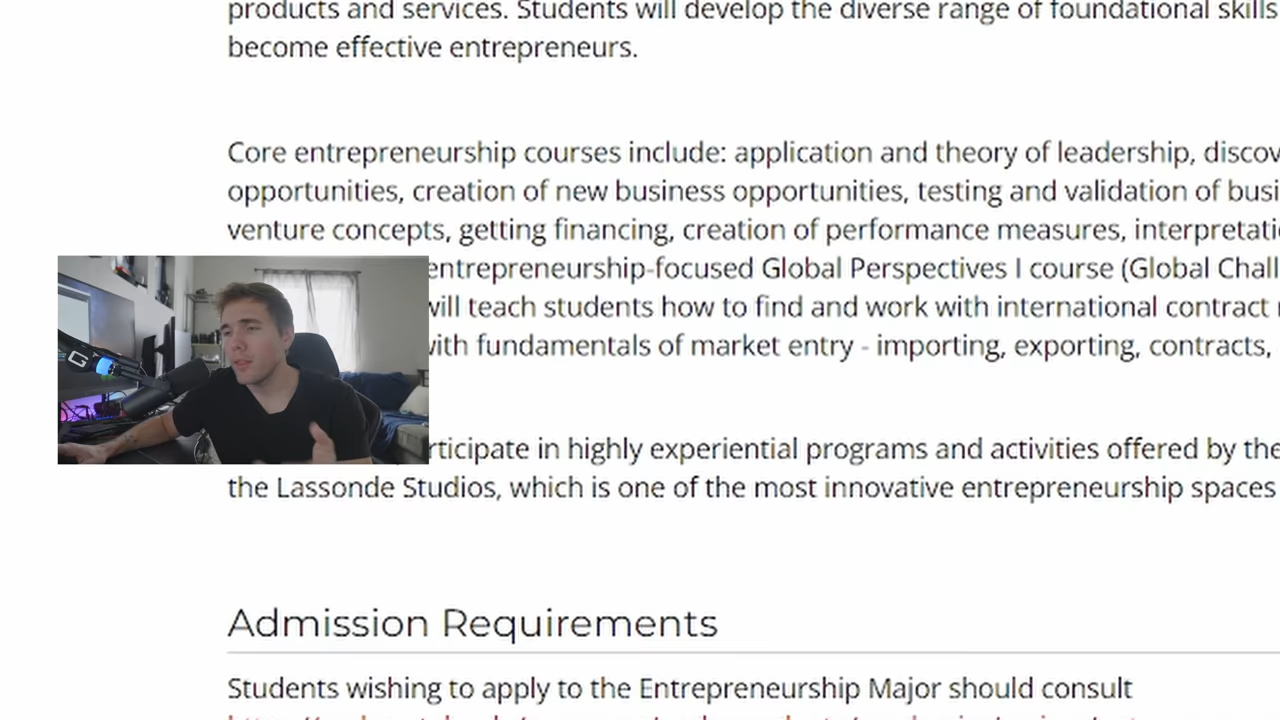 products and services. Students will develop the diverse range of foundational skills
become effective entrepreneurs.
Core entrepreneurship courses include: application and theory of leadership, discov
opportunities, creation of new business opportunities, testing and validation of busi
venture concepts, getting financing, creation of performance measures, interpretati
entrepreneurship-focused Global Perspectives I course (Global Chall
will teach students how to find and work with international contract
with fundamentals of market entry - importing, exporting, contracts,
rticipate in highly experiential programs and activities offered by the
the Lassonde Studios, which is one of the most innovative entrepreneurship spaces
Admission Requirements
Students wishing to apply to the Entrepreneurship Major should consult